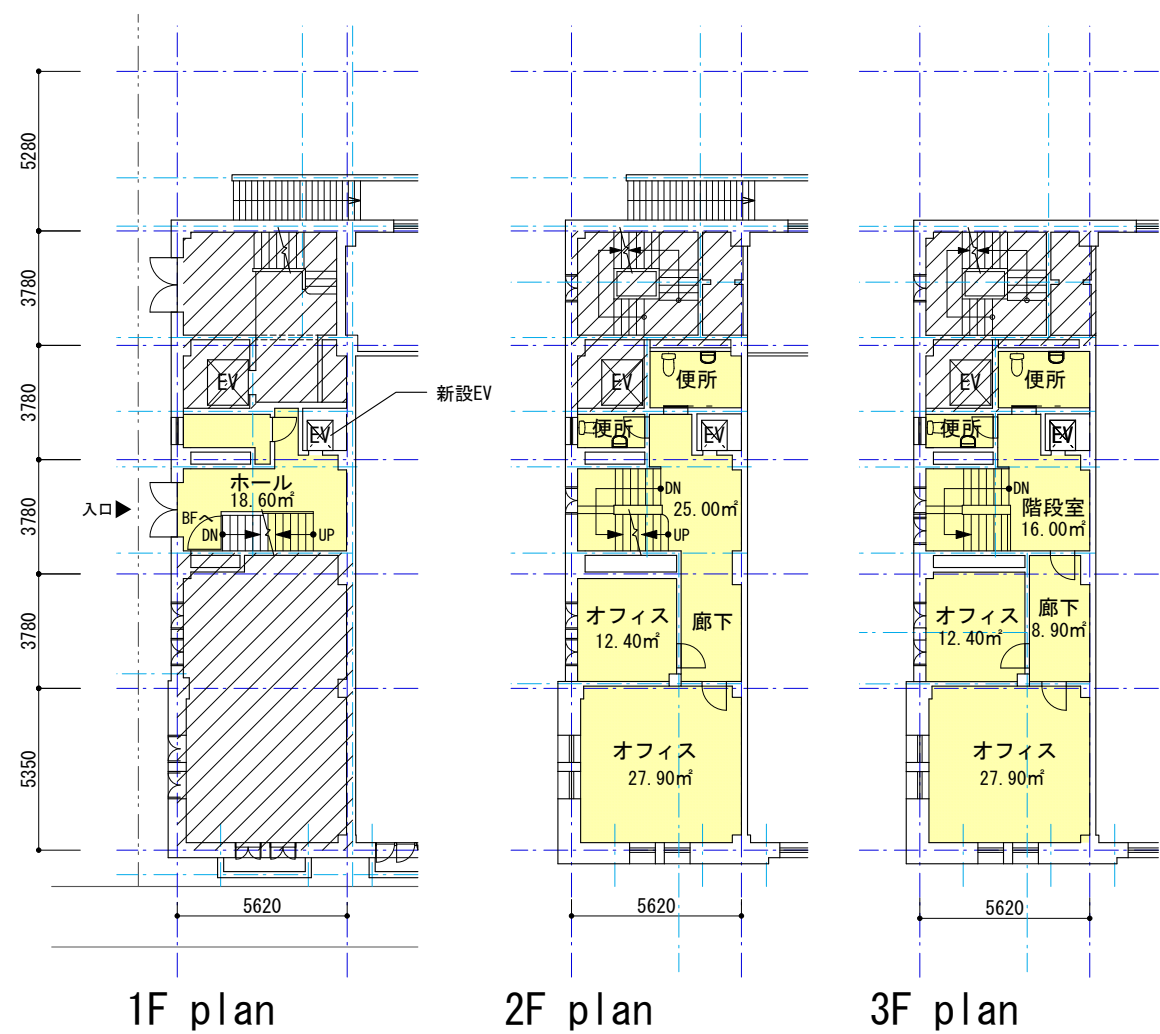 5280
3780
3780
3780
3780
5350
EV
新設EV
EV
ホール
18.60㎡
入口
BFへ
DN
UP
5620
1F plan
EV
便所
便所
EV
DN
25.00㎡
UP
オフィス
12.40㎡
廊下
オフィス
27.90㎡
5620
2F plan
EV
便所
便所
EV
DN
階段室
16.00㎡
オフィス
12.40㎡
廊下
8.90㎡
オフィス
27.90㎡
5620
3F plan